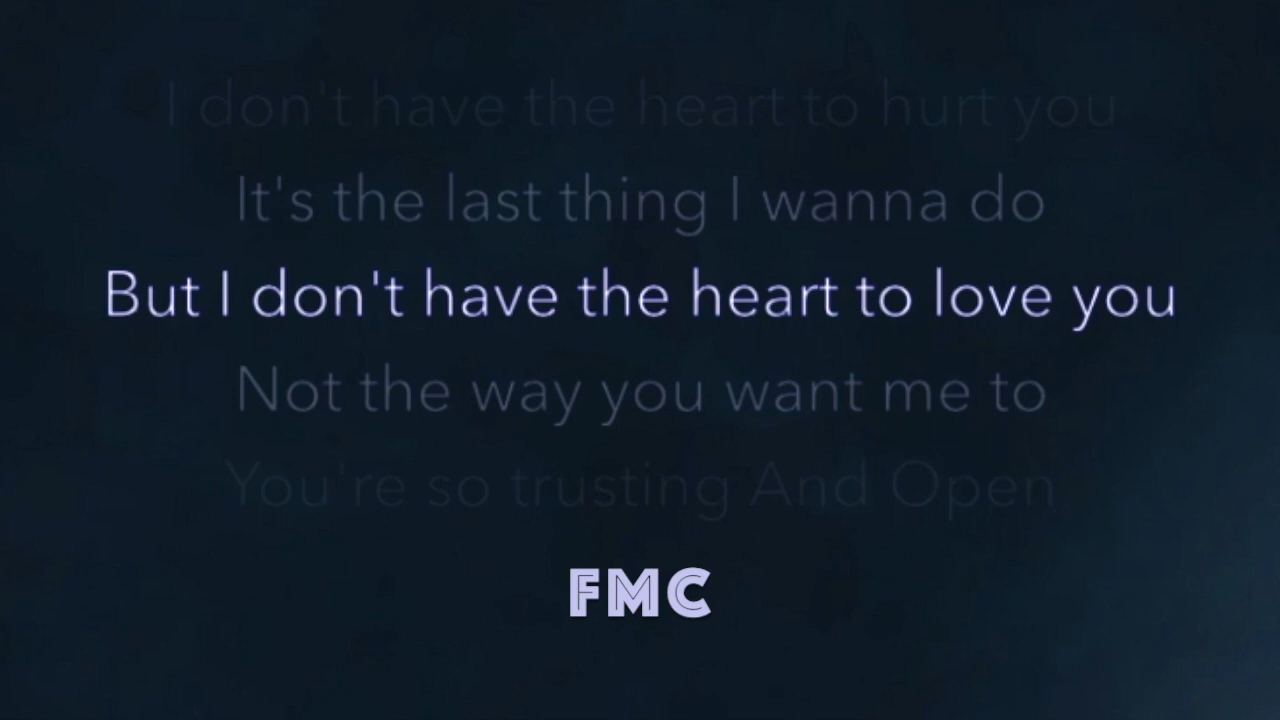 I don't have the heart to hurt you
It's the last thing I wanna do
But I don't have the heart to love you
Not the way you want me to
You're so trusting And Open
FMC